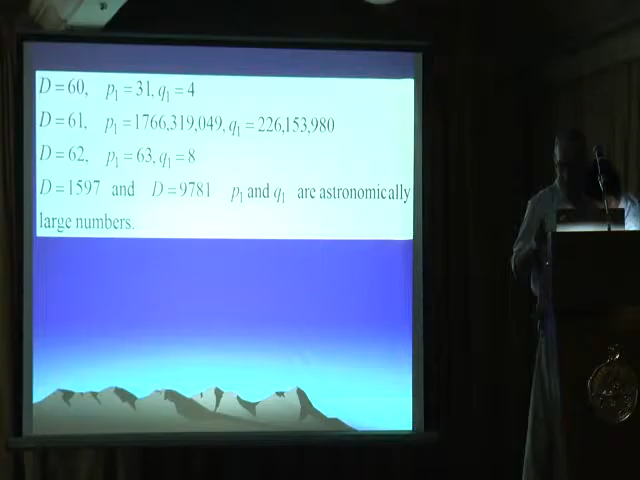 D = 60, p₁ = 31, q₁ = 4
D = 61, p₁ = 1766,319,049, q₁ = 226,153,980
D = 62, p₁ = 63, q₁ = 8
D = 1597 and D = 9781 p₁ and q₁ are astronomically
large numbers.